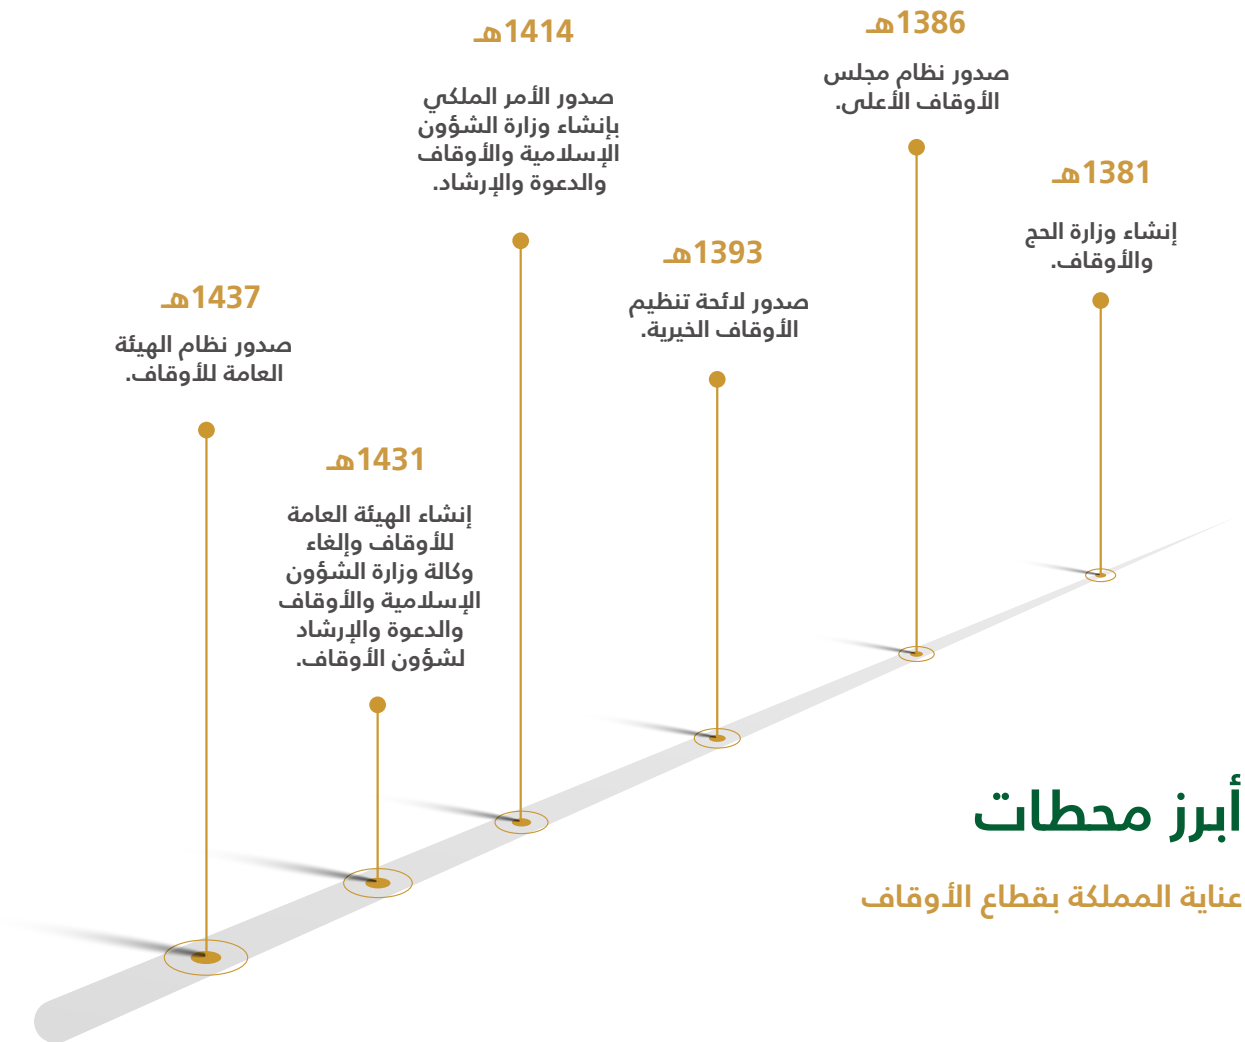 أبرز محطات
عناية المملكة بقطاع الأوقاف
1381هـ
إنشاء وزارة الحج
والأوقاف.
1386هـ
صدور نظام مجلس
الأوقاف الأعلى.
1393هـ
صدور لائحة تنظيم
الأوقاف الخيرية.
1414هـ
صدور الأمر الملكي
بإنشاء وزارة الشؤون
الإسلامية والأوقاف
والدعوة والإرشاد.
1431هـ
إنشاء الهيئة العامة
للأوقاف وإلغاء
وكالة وزارة الشؤون
الإسلامية والأوقاف
والدعوة والإرشاد
لشؤون الأوقاف.
1437هـ
صدور نظام الهيئة
العامة للأوقاف.